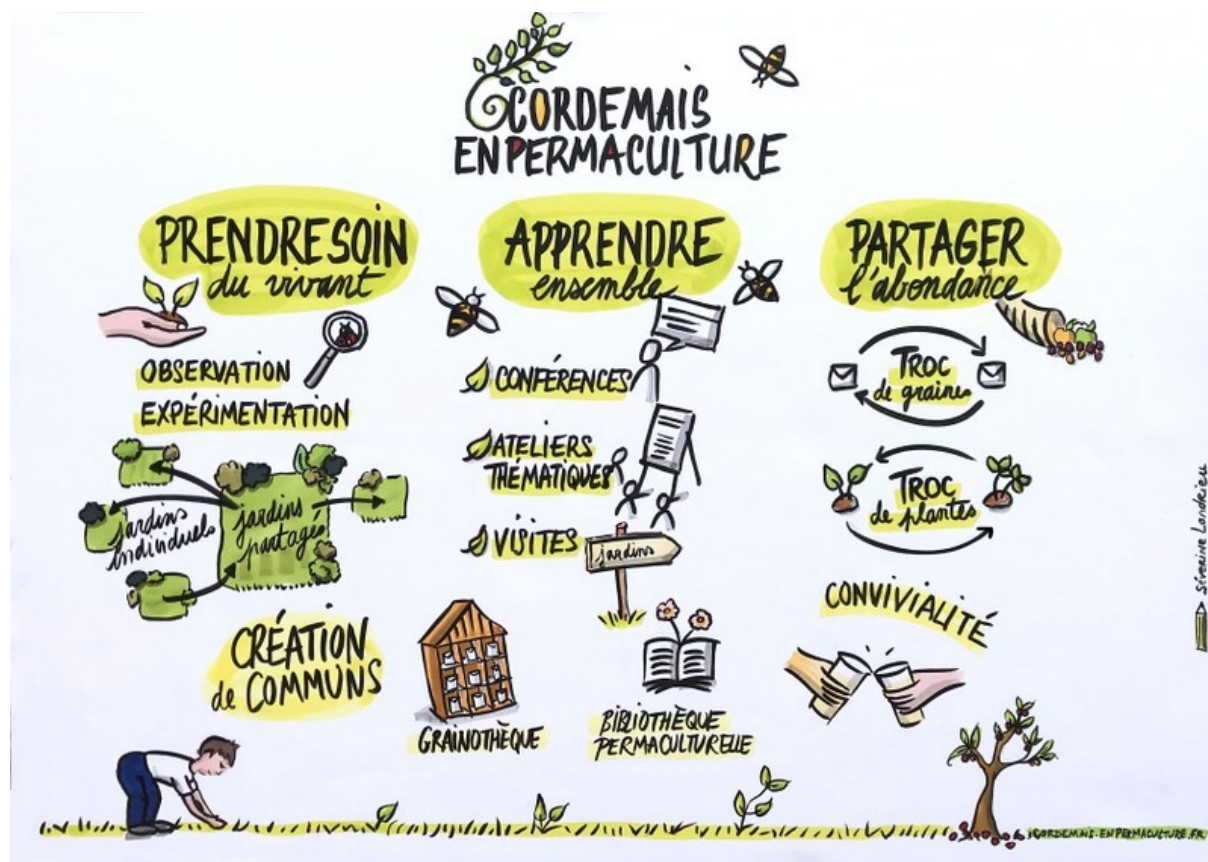 CORDEMAIS
EN PERMACULTURE
PRENDRE SOIN
du vivant
OBSERVATION
EXPÉRIMENTATION
jardins
individuels
jardins
partagés
APPRENDRE
ensemble
CONFÉRENCES
ATELIERS
THÉMATIQUES
VISITES
jardins
PARTAGER
l'abondance
TROC
de graines
TROC
de plantes
CONVIVIALITÉ
CRÉATION
de COMMUNS
GRAINOTHÈQUE
BIBLIOTHÈQUE
PERMACULTURELLE
Séverine Landrieu
CORDEMAIS-ENPERMACULTURE.FR